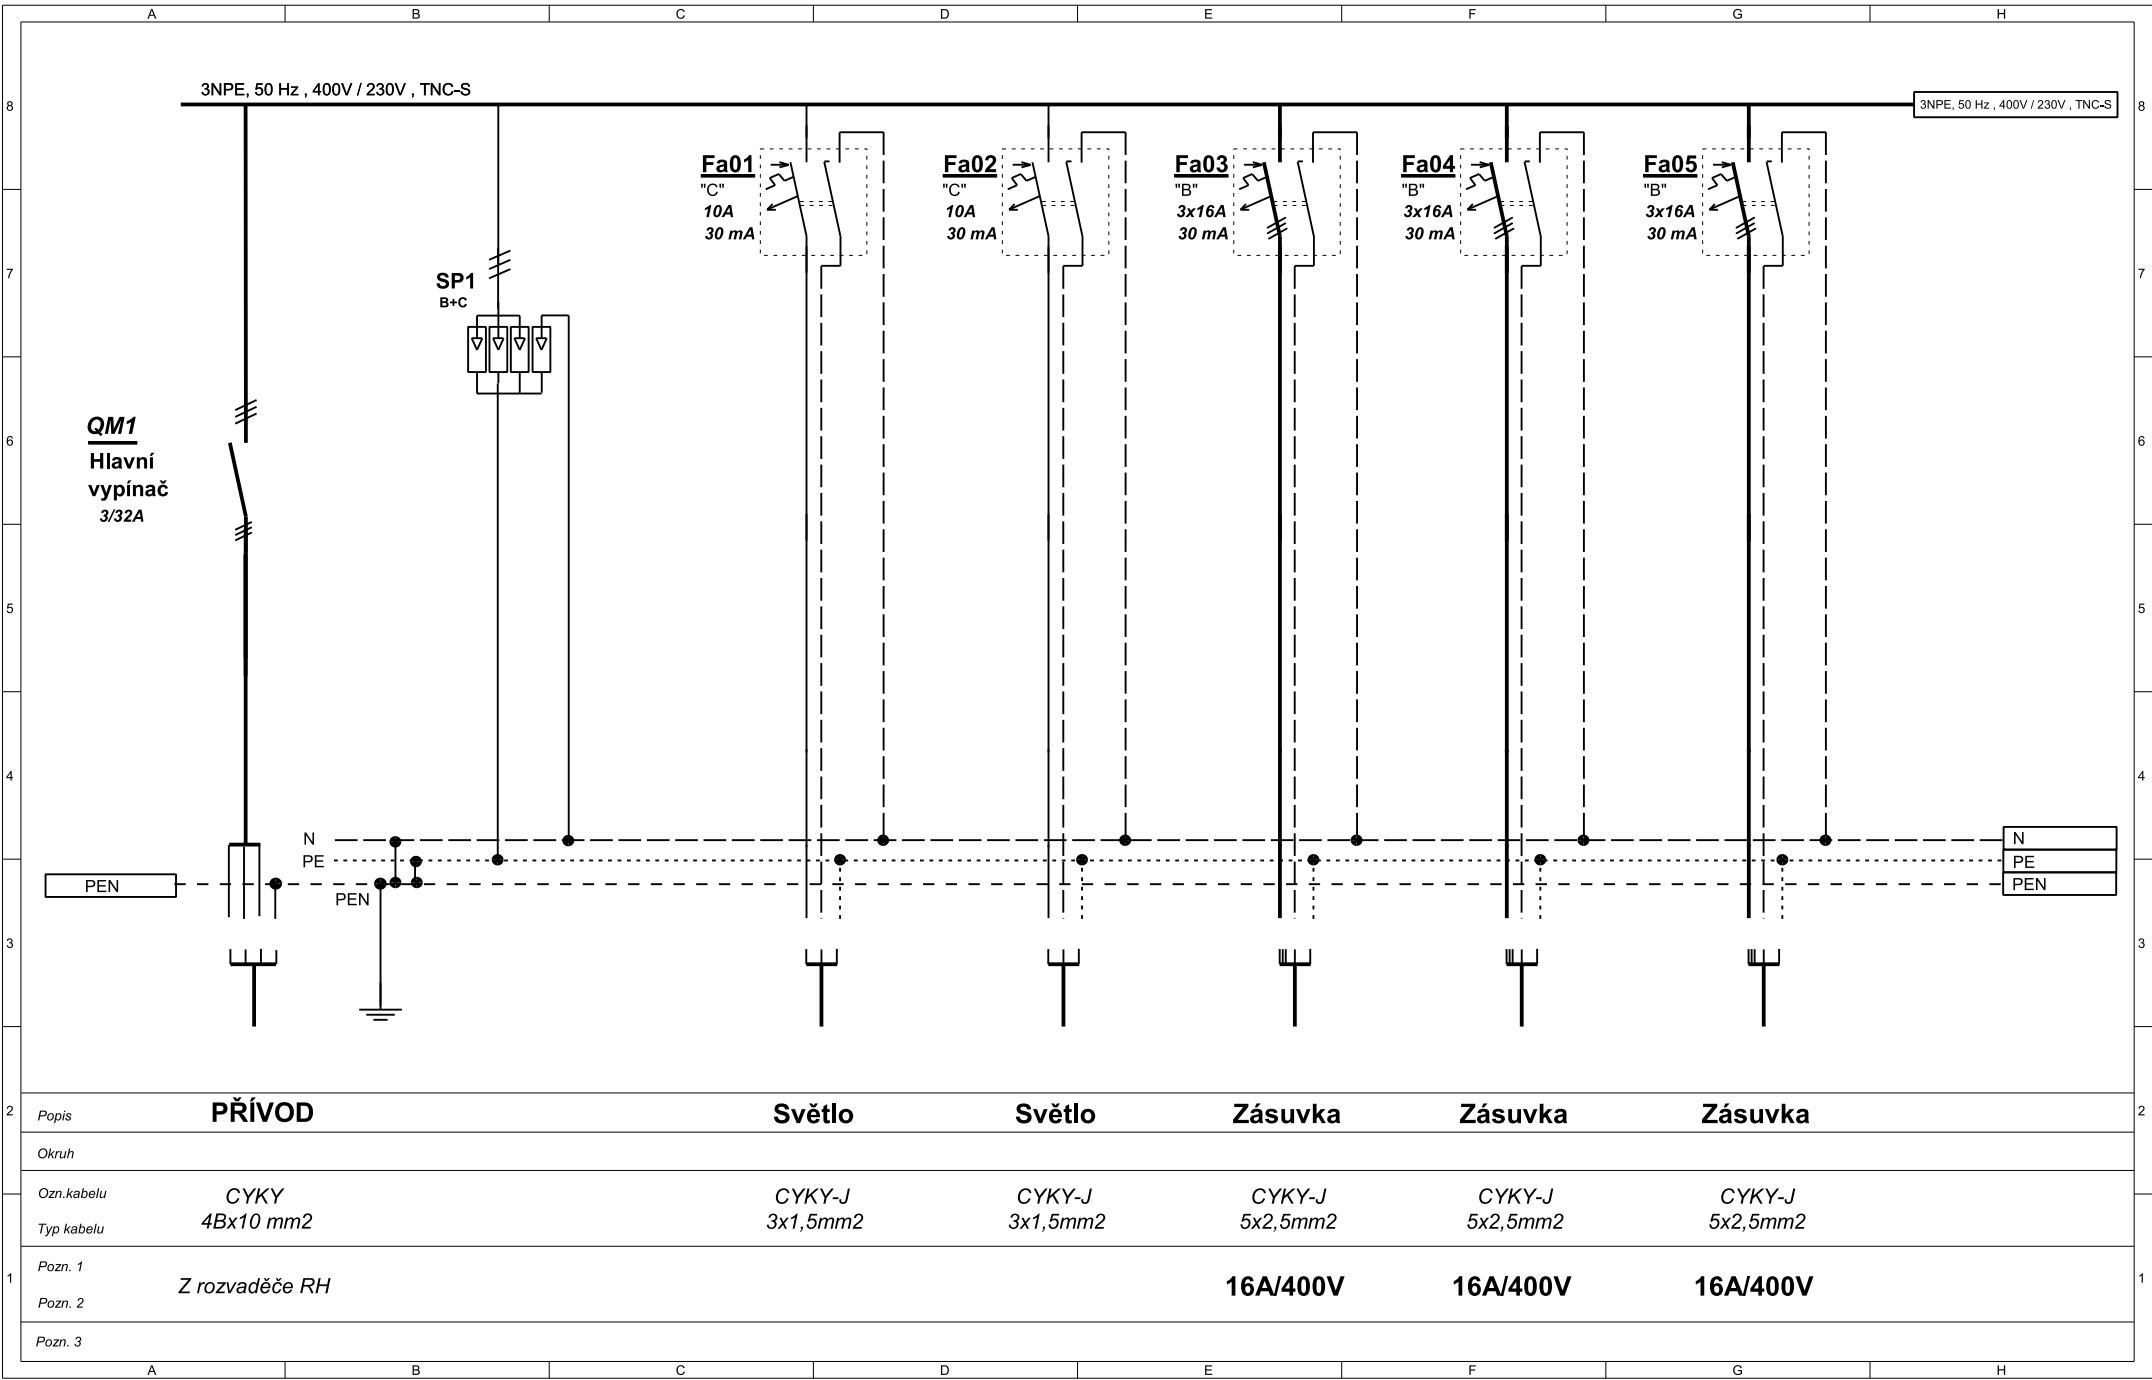 A B C D E F G H
3NPE, 50 Hz , 400V / 230V , TNC-S
8 3NPE, 50 Hz , 400V / 230V , TNC-S 8
Fa01 Fa02 Fa03 Fa04 Fa05
"C" "C" "B" "B" "B"
10A 10A 3x16A 3x16A 3x16A
30 mA 30 mA 30 mA 30 mA 30 mA
7 7
SP1
B+C
QM1
6 6
Hlavní
vypínač
3/32A
5 5
4 4
N N
PE PE
PEN PEN
PEN
3 3
2 Popis PŘÍVOD Světlo Světlo Zásuvka Zásuvka Zásuvka 2
Okruh
Ozn.kabelu CYKY CYKY-J CYKY-J CYKY-J CYKY-J CYKY-J
Typ kabelu 4Bx10 mm2 3x1,5mm2 3x1,5mm2 5x2,5mm2 5x2,5mm2 5x2,5mm2
Pozn. 1
1 Z rozvaděče RH 16A/400V 16A/400V 16A/400V 1
Pozn. 2
Pozn. 3
A B C D E F G H